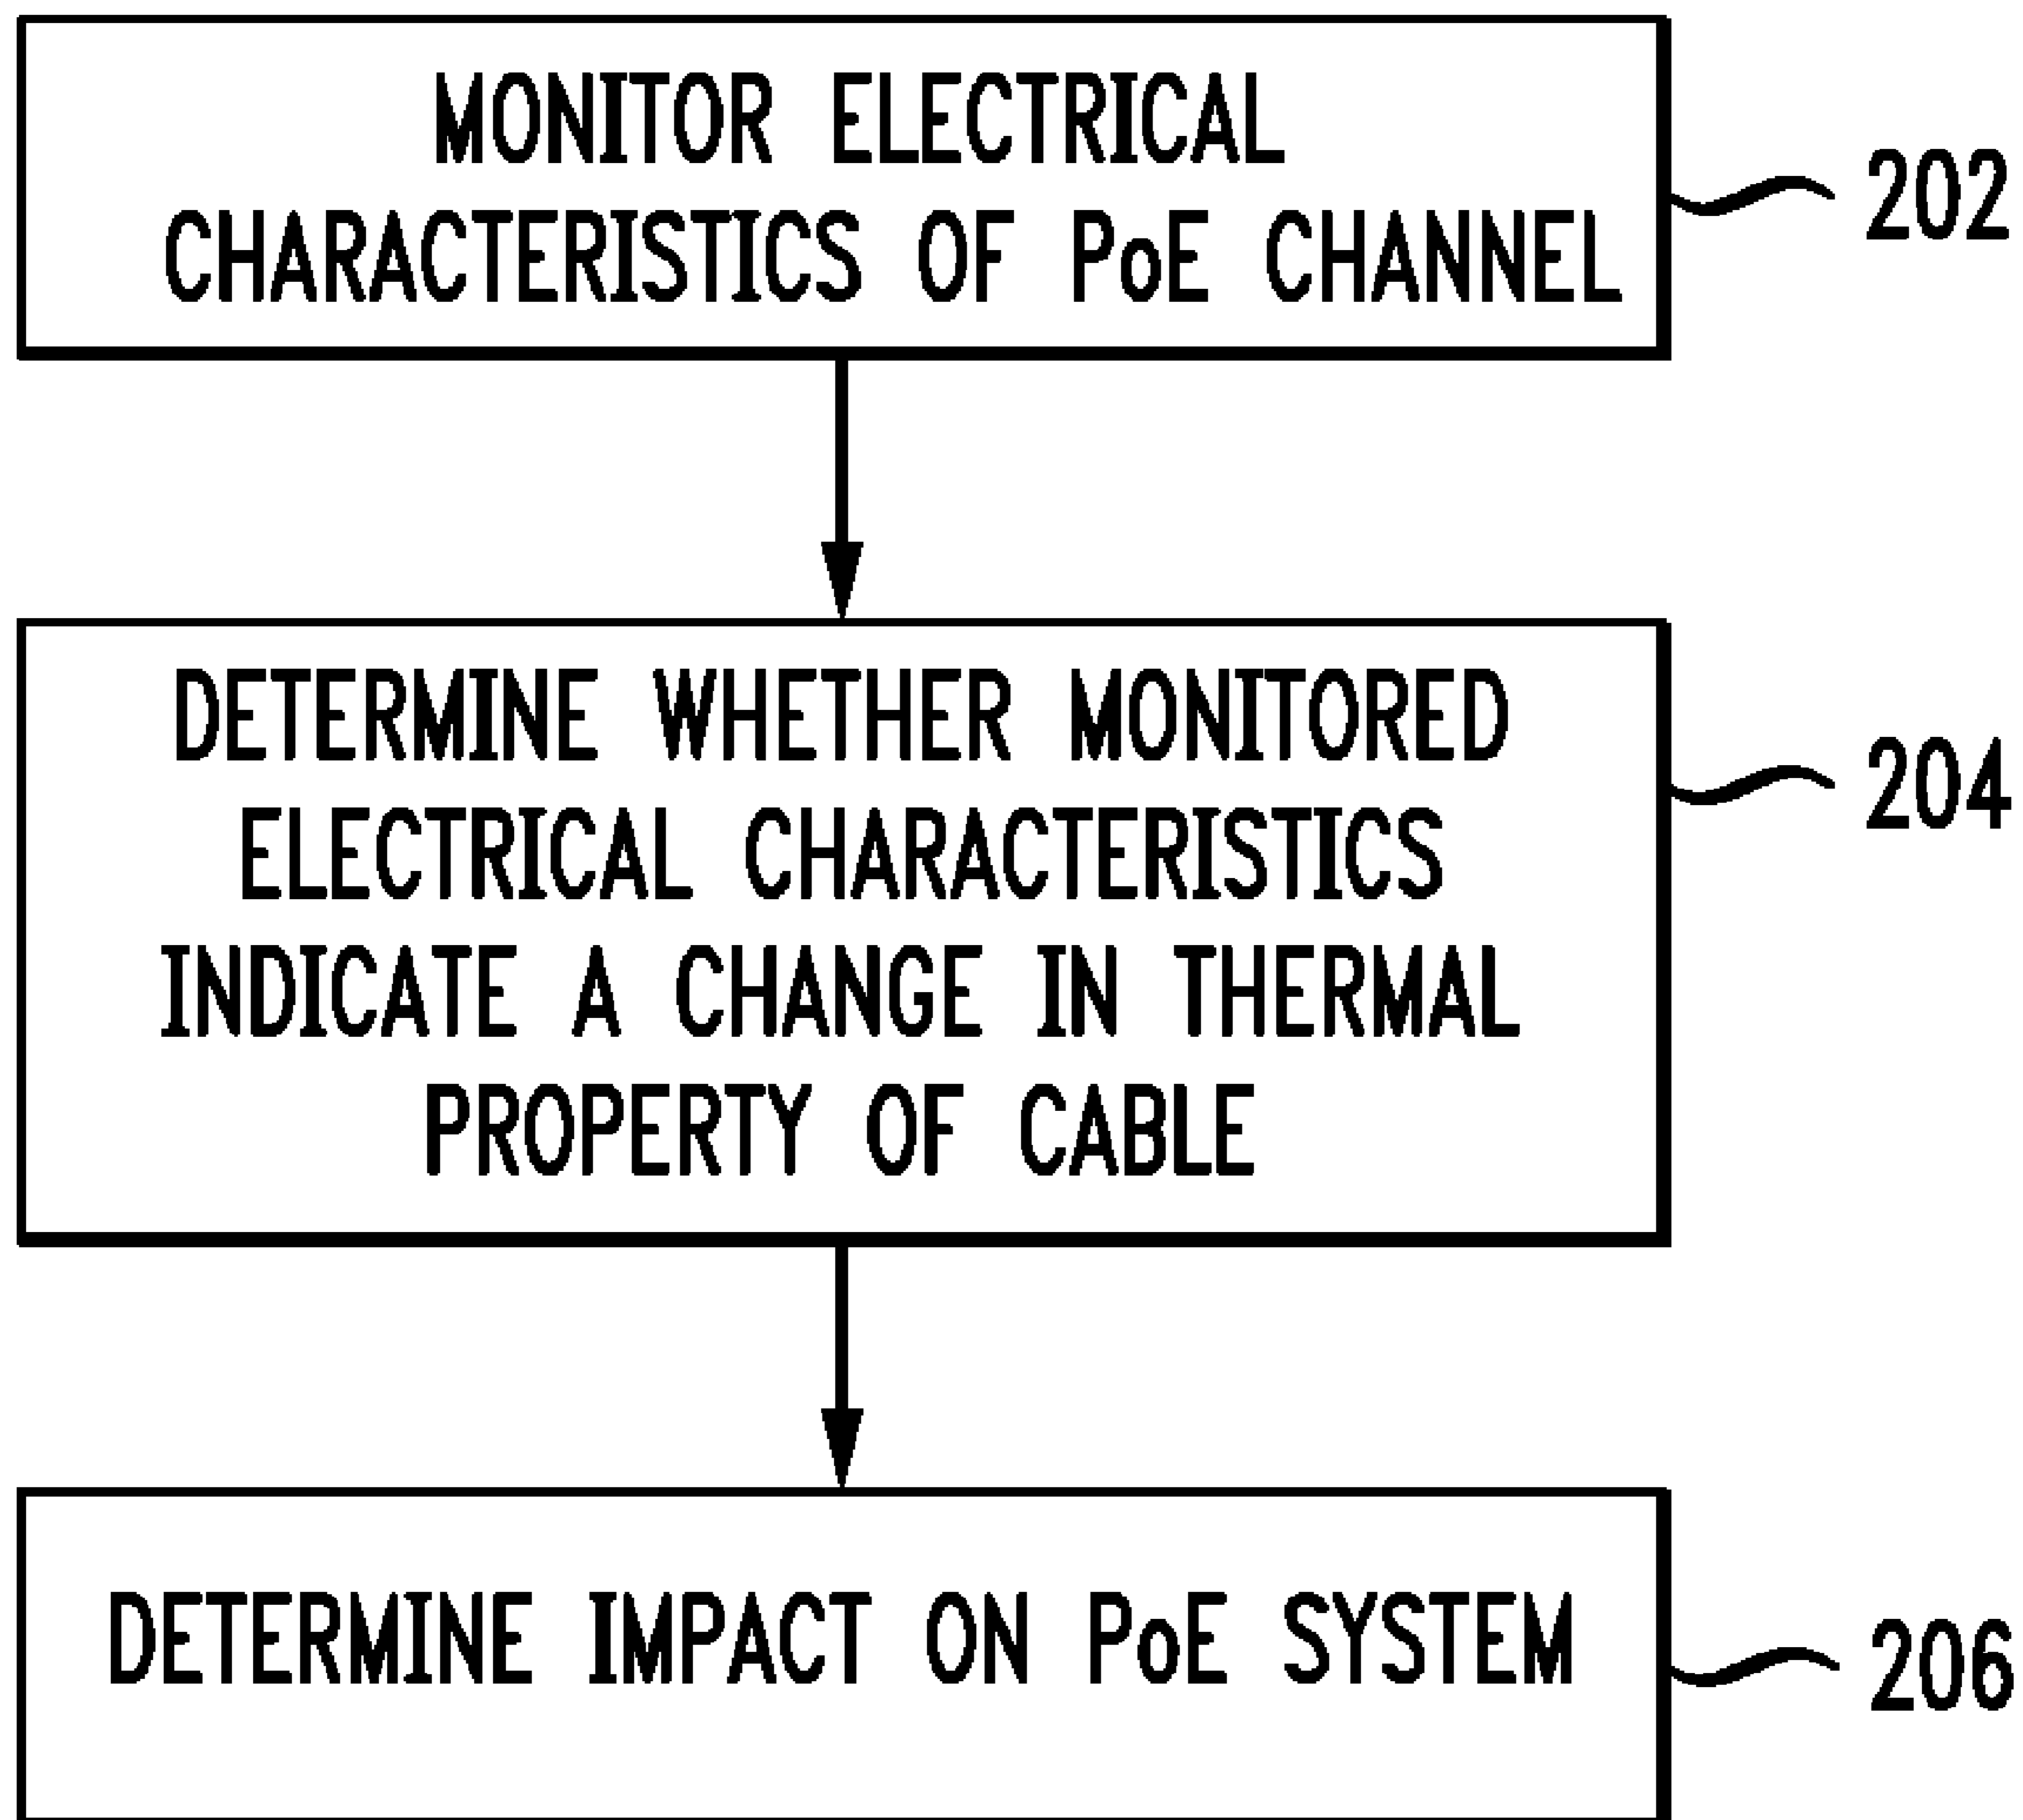 MONITOR ELECTRICAL
CHARACTERISTICS OF PoE CHANNEL
202
DETERMINE WHETHER MONITORED
ELECTRICAL CHARACTERISTICS
INDICATE A CHANGE IN THERMAL
PROPERTY OF CABLE
204
DETERMINE IMPACT ON PoE SYSTEM
206